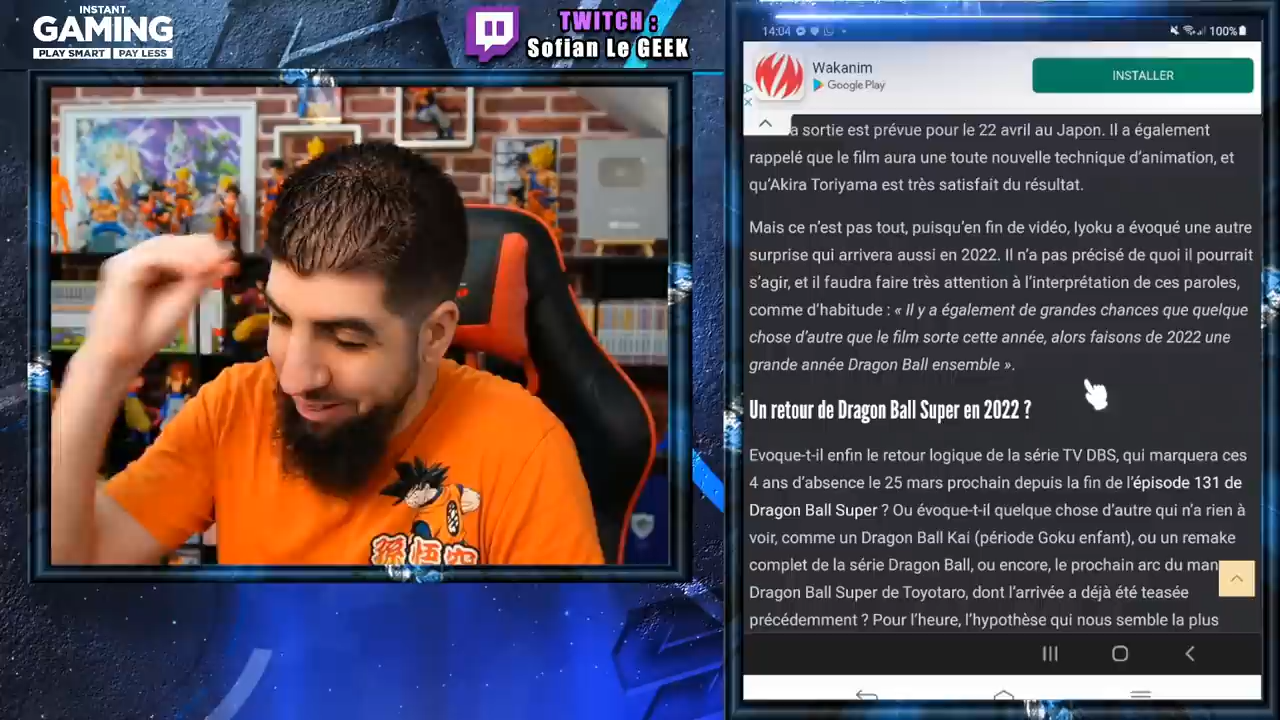 INSTANT
GAMING
PLAY SMART | PAY LESS
TWITCH :
Sofian Le GEEK
孫悟空
14:04
100%
Wakanim
Google Play
INSTALLER
a sortie est prévue pour le 22 avril au Japon. Il a également
rappelé que le film aura une toute nouvelle technique d’animation, et
qu’Akira Toriyama est très satisfait du résultat.
Mais ce n’est pas tout, puisqu’en fin de vidéo, Iyoku a évoqué une autre
surprise qui arrivera aussi en 2022. Il n’a pas précisé de quoi il pourrait
s’agir, et il faudra faire très attention à l’interprétation de ces paroles,
comme d’habitude : « Il y a également de grandes chances que quelque
chose d’autre que le film sorte cette année, alors faisons de 2022 une
grande année Dragon Ball ensemble ».
Un retour de Dragon Ball Super en 2022 ?
Evoque-t-il enfin le retour logique de la série TV DBS, qui marquera ces
4 ans d’absence le 25 mars prochain depuis la fin de l’épisode 131 de
Dragon Ball Super ? Ou évoque-t-il quelque chose d’autre qui n’a rien à
voir, comme un Dragon Ball Kai (période Goku enfant), ou un remake
complet de la série Dragon Ball, ou encore, le prochain arc du man
Dragon Ball Super de Toyotaro, dont l’arrivée a déjà été teasée
précédemment ? Pour l’heure, l’hypothèse qui nous semble la plus